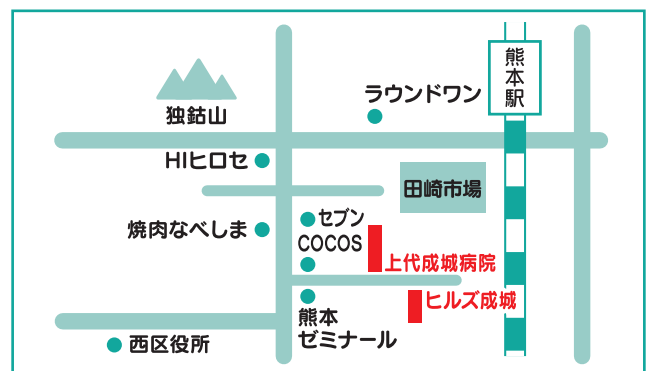 熊本駅
ラウンドワン
独鈷山
HIヒロセ
田崎市場
セブン
焼肉なべしま
COCOS
上代成城病院
ヒルズ成城
熊本
ゼミナール
西区役所